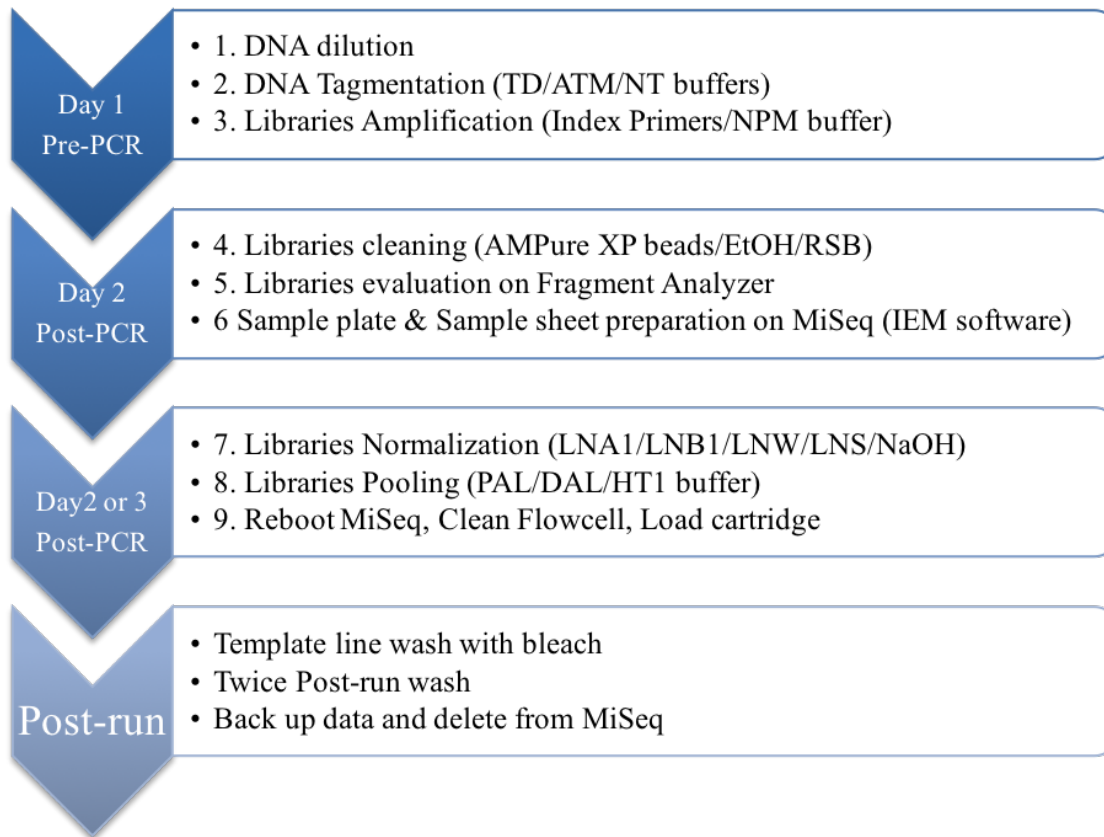 Day 1
Pre-PCR
• 1. DNA dilution
• 2. DNA Tagmentation (TD/ATM/NT buffers)
• 3. Libraries Amplification (Index Primers/NPM buffer)
Day 2
Post-PCR
• 4. Libraries cleaning (AMPure XP beads/EtOH/RSB)
• 5. Libraries evaluation on Fragment Analyzer
• 6 Sample plate & Sample sheet preparation on MiSeq (IEM software)
Day2 or 3
Post-PCR
• 7. Libraries Normalization (LNA1/LNB1/LNW/LNS/NaOH)
• 8. Libraries Pooling (PAL/DAL/HT1 buffer)
• 9. Reboot MiSeq, Clean Flowcell, Load cartridge
Post-run
• Template line wash with bleach
• Twice Post-run wash
• Back up data and delete from MiSeq